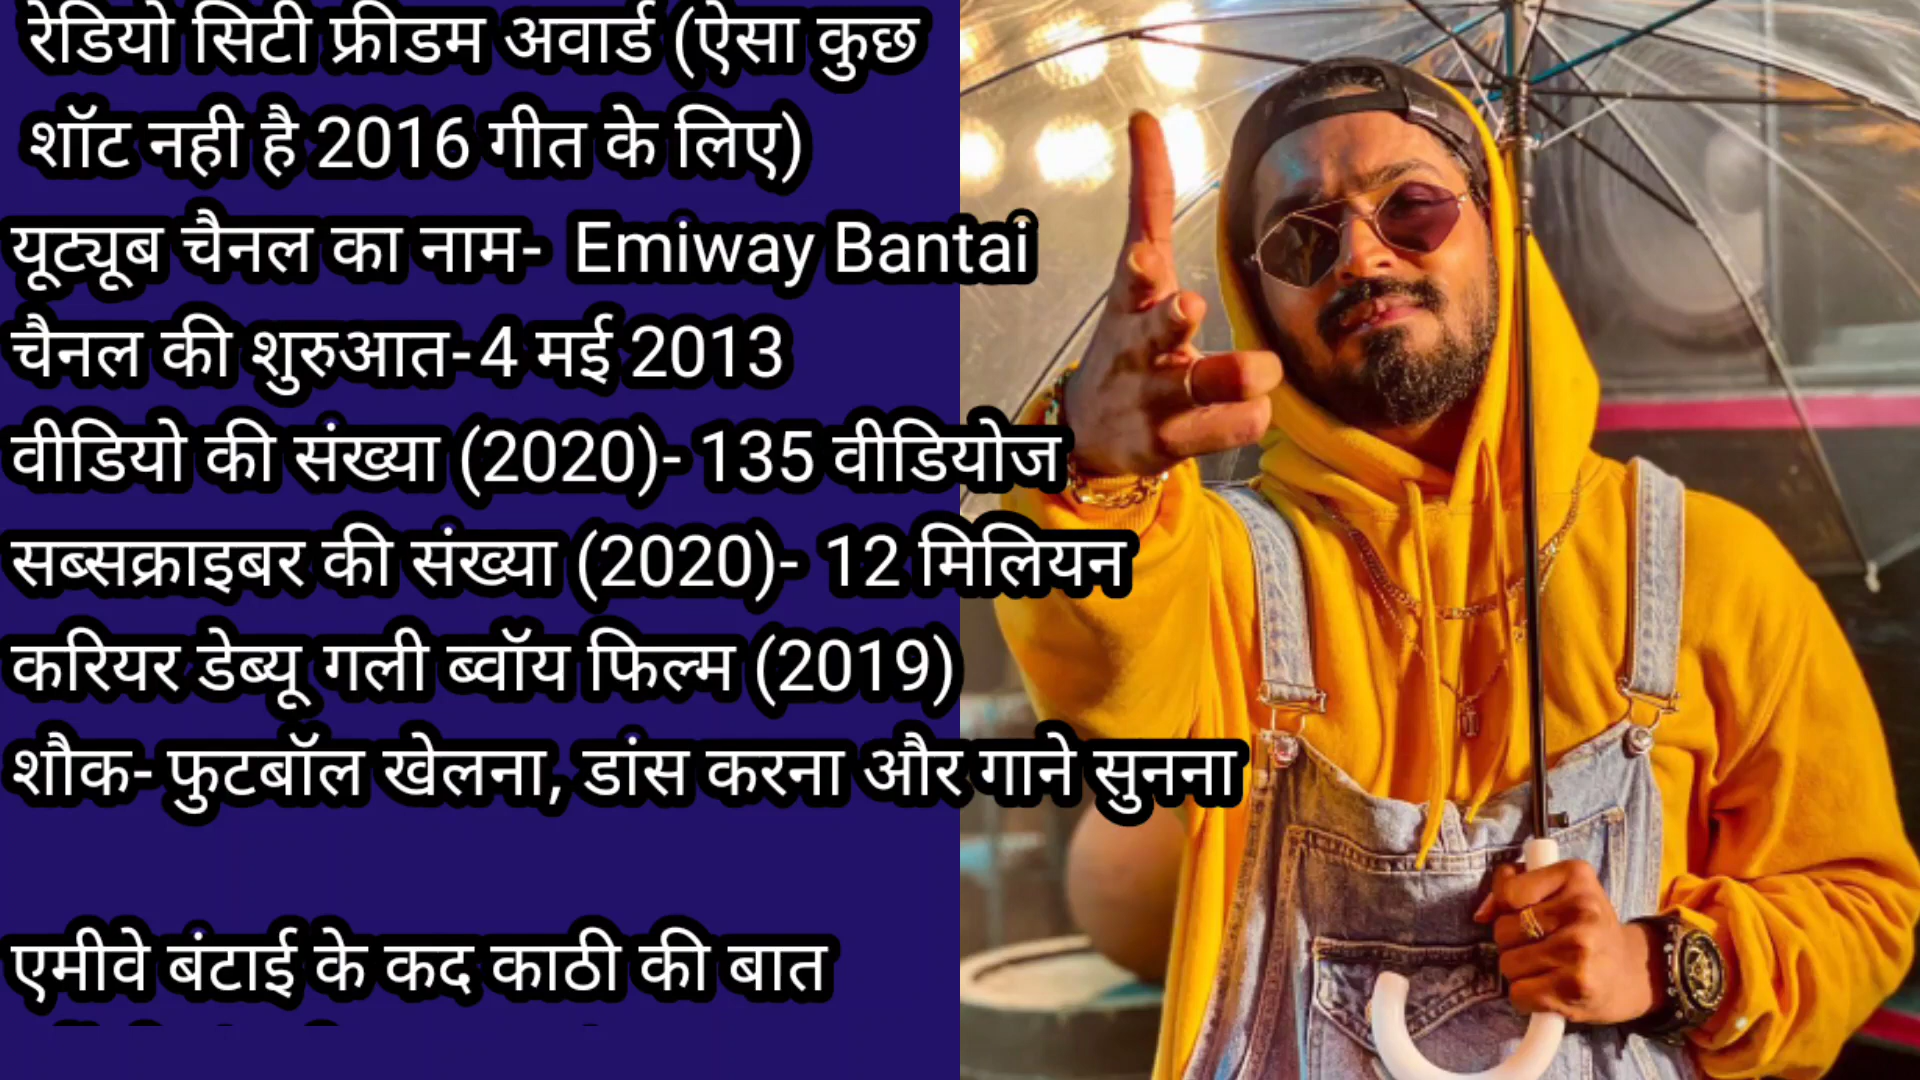 रेडियो सिटी फ्रीडम अवार्ड (ऐसा कुछ
शॉट नही है 2016 गीत के लिए)
यूट्यूब चैनल का नाम- Emiway Bantai
चैनल की शुरुआत-4 मई 2013
वीडियो की संख्या (2020)- 135 वीडियोज
सब्सक्राइबर की संख्या (2020)- 12 मिलियन
करियर डेब्यू गली ब्वॉय फिल्म (2019)
शौक- फुटबॉल खेलना, डांस करना और गाने सुनना
एमीवे बंटाई के कद काठी की बात